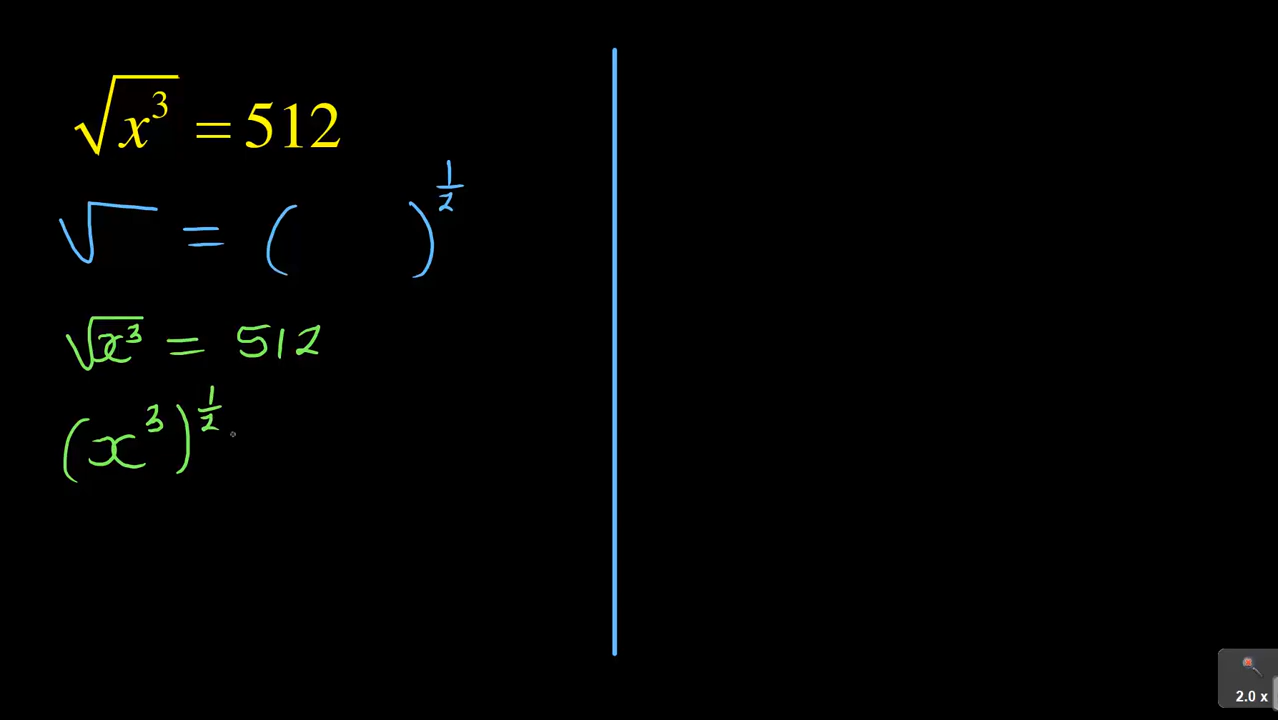 √x³ = 512
√ = ( )^½
√x³ = 512
(x³)^½
2.0 x